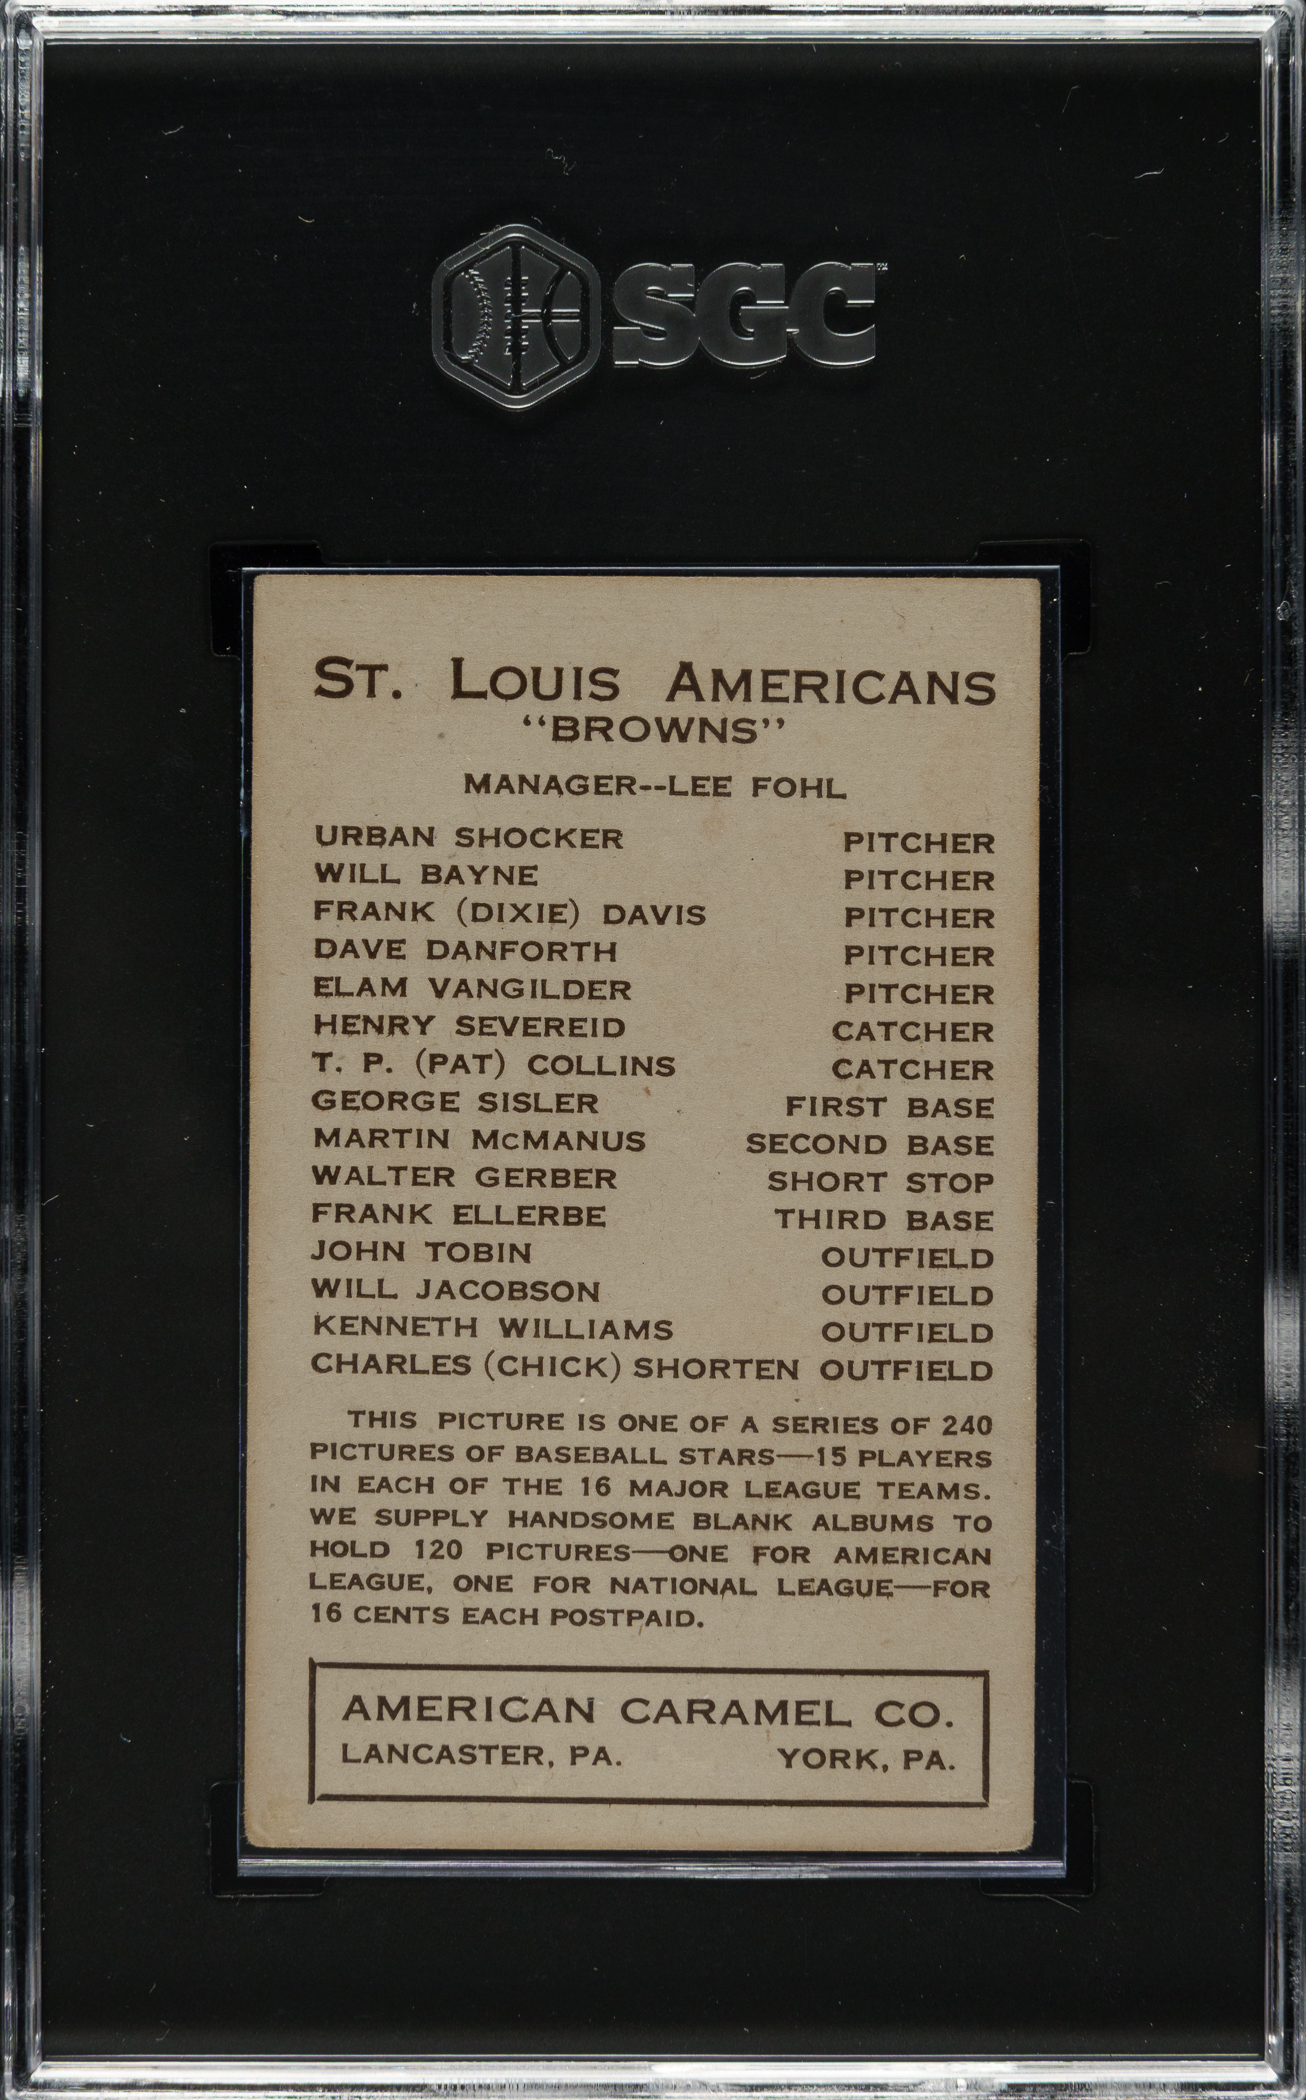 SGC™
ST. LOUIS AMERICANS
"BROWNS"
MANAGER--LEE FOHL
URBAN SHOCKER PITCHER
WILL BAYNE PITCHER
FRANK (DIXIE) DAVIS PITCHER
DAVE DANFORTH PITCHER
ELAM VANGILDER PITCHER
HENRY SEVEREID CATCHER
T. P. (PAT) COLLINS CATCHER
GEORGE SISLER FIRST BASE
MARTIN McMANUS SECOND BASE
WALTER GERBER SHORT STOP
FRANK ELLERBE THIRD BASE
JOHN TOBIN OUTFIELD
WILL JACOBSON OUTFIELD
KENNETH WILLIAMS OUTFIELD
CHARLES (CHICK) SHORTEN OUTFIELD
THIS PICTURE IS ONE OF A SERIES OF 240
PICTURES OF BASEBALL STARS—15 PLAYERS
IN EACH OF THE 16 MAJOR LEAGUE TEAMS.
WE SUPPLY HANDSOME BLANK ALBUMS TO
HOLD 120 PICTURES—ONE FOR AMERICAN
LEAGUE, ONE FOR NATIONAL LEAGUE—FOR
16 CENTS EACH POSTPAID.
AMERICAN CARAMEL CO.
LANCASTER, PA. YORK, PA.